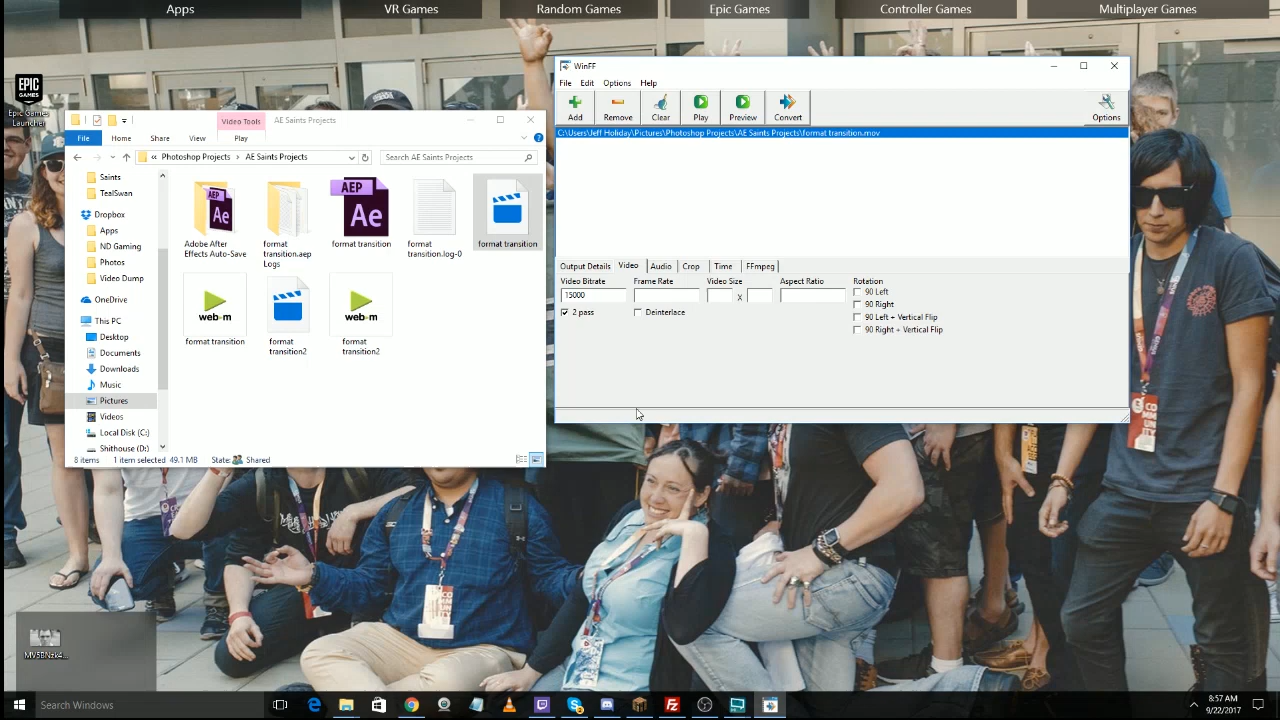 Apps
VR Games
Random Games
Epic Games
Controller Games
Multiplayer Games
EPIC
GAMES
Epic Games
Launcher
Video Tools
AE Saints Projects
File
Home
Share
View
Play
Photoshop Projects
AE Saints Projects
Search AE Saints Projects
Saints
TealSwan
Dropbox
Apps
ND Gaming
Photos
Video Dump
OneDrive
This PC
Desktop
Documents
Downloads
Music
Pictures
Videos
Local Disk (C:)
Shithouse (D:)
Ae
Adobe After
Effects Auto-Save
format
transition.aep
Logs
AEP
Ae
format transition
format
transition.log-0
format transition
web-m
format transition
format
transition2
web-m
format
transition2
8 items
1 item selected
49.1 MB
State:
Shared
WinFF
File
Edit
Options
Help
Add
Remove
Clear
Play
Preview
Convert
Options
C:\Users\Jeff Holiday\Pictures\Photoshop Projects\AE Saints Projects\format transition.mov
Output Details
Video
Audio
Crop
Time
FFmpeg
Video Bitrate
Frame Rate
Video Size
Aspect Ratio
Rotation
15000
X
2 pass
Deinterlace
90 Left
90 Right
90 Left + Vertical Flip
90 Right + Vertical Flip
MV5BNzk4...
Search Windows
8:57 AM
9/22/2017